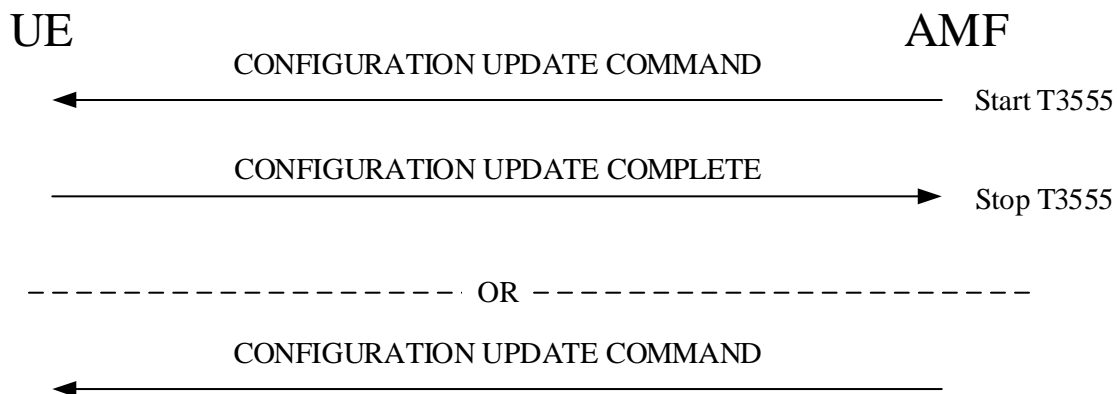 UE
AMF
CONFIGURATION UPDATE COMMAND
Start T3555
CONFIGURATION UPDATE COMPLETE
Stop T3555
OR
CONFIGURATION UPDATE COMMAND